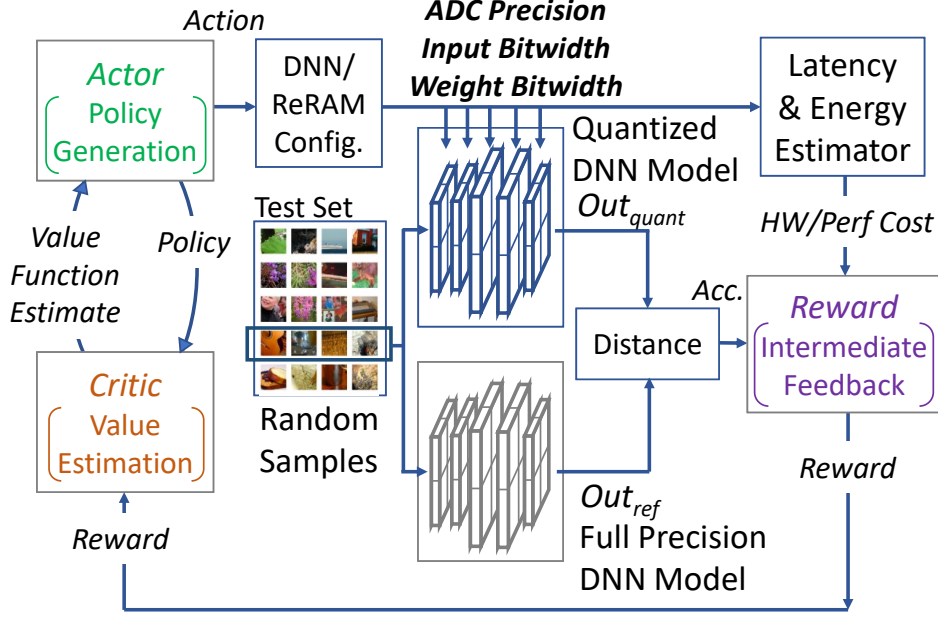 Action
Actor
Policy
Generation
DNN/
ReRAM
Config.
ADC Precision
Input Bitwidth
Weight Bitwidth
Latency
& Energy
Estimator
Quantized
DNN Model
Out_quant
HW/Perf Cost
Test Set
Value
Function
Estimate
Policy
Acc.
Reward
Intermediate
Feedback
Distance
Critic
Value
Estimation
Random
Samples
Reward
Out_ref
Full Precision
DNN Model
Reward